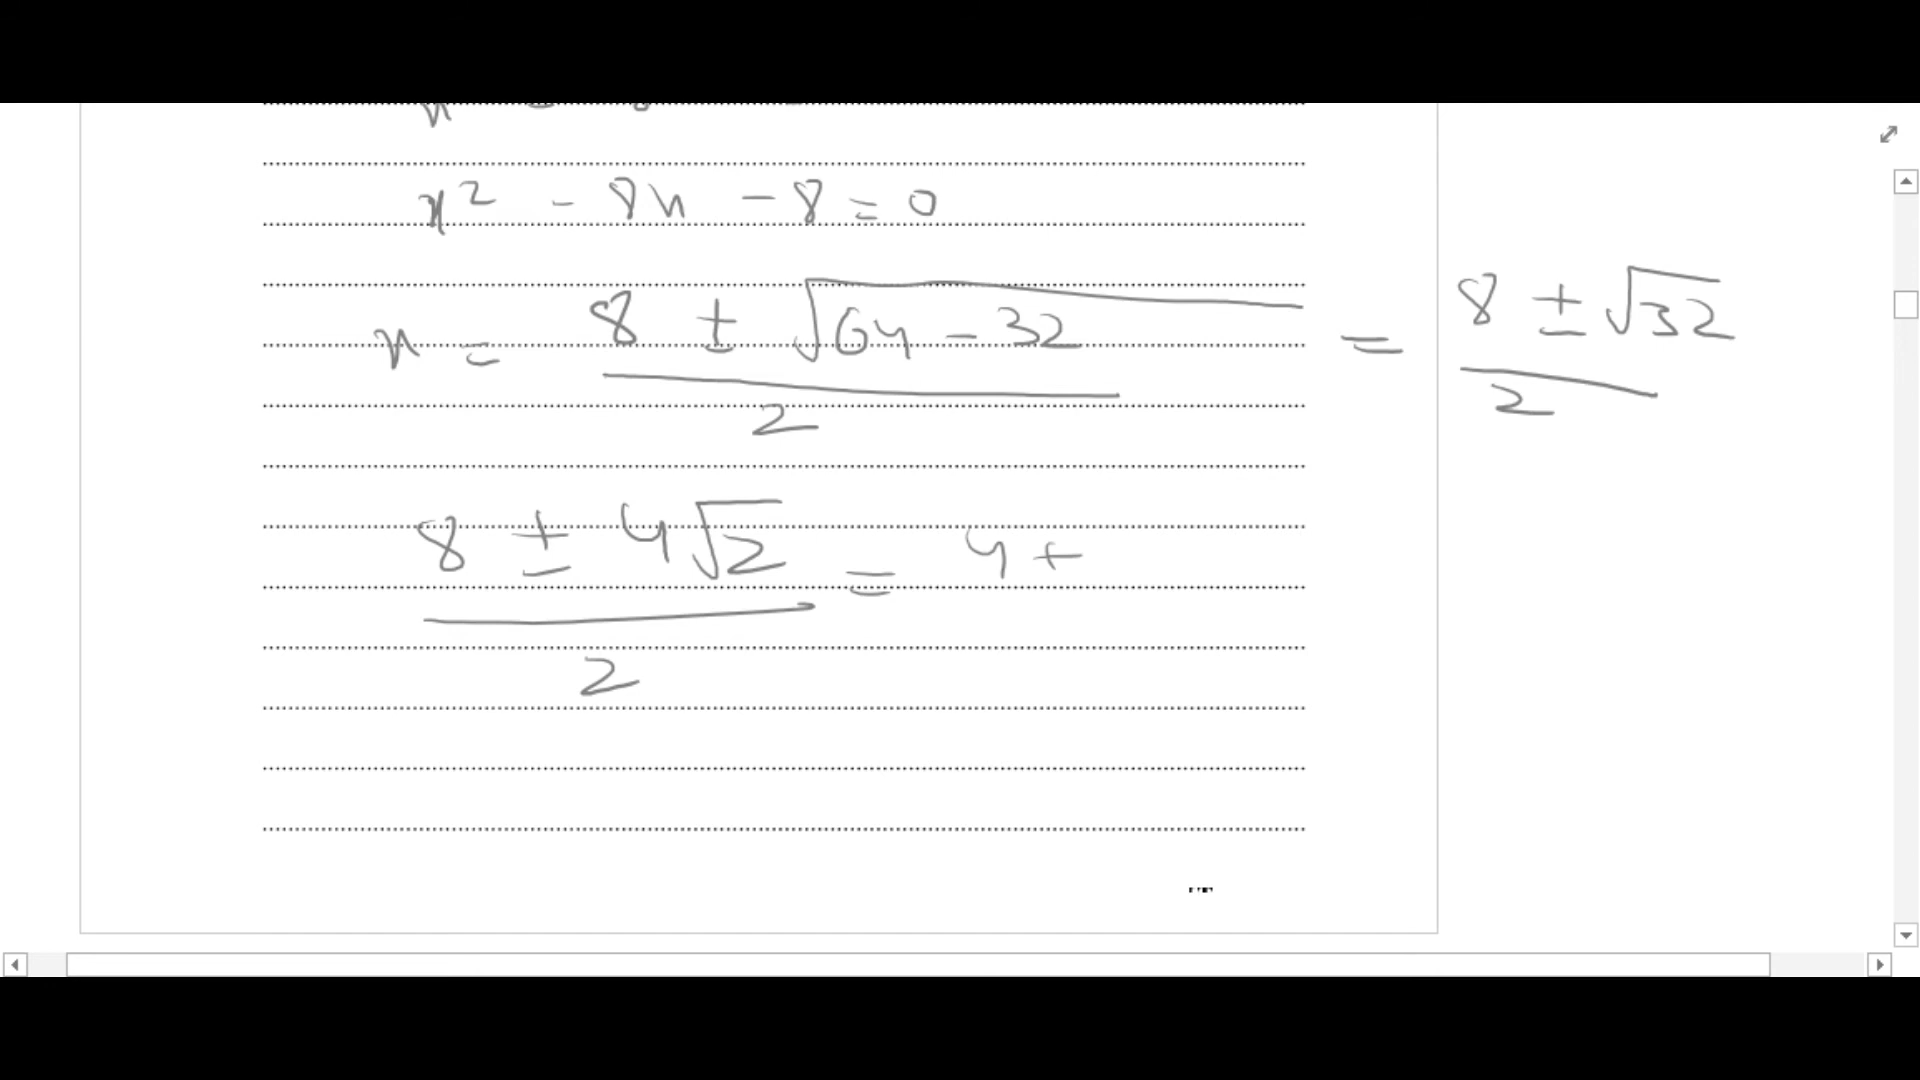 x² - 8x - 8 = 0
x = 8 ± √64 - 32 / 2 = 8 ± √32 / 2
8 ± 4√2 / 2 = 4 +